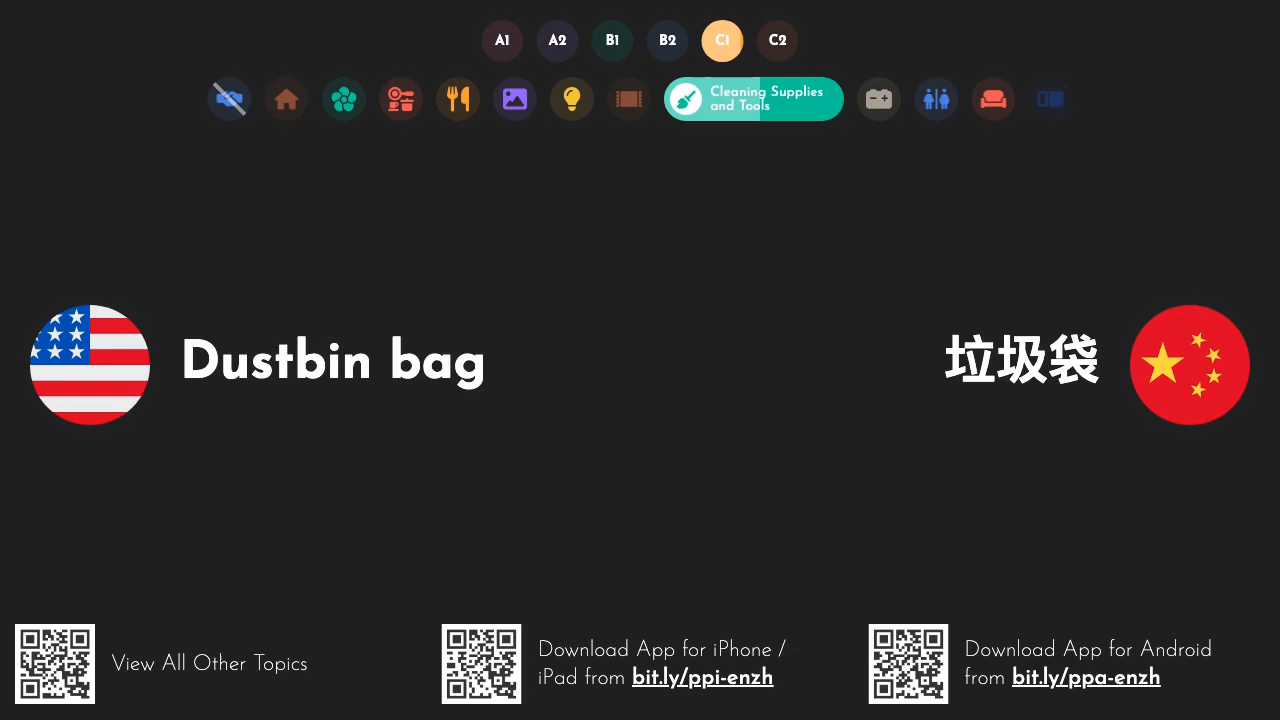 A1 A2 B1 B2 C1 C2
Cleaning Supplies
and Tools
Dustbin bag
垃圾袋
View All Other Topics
Download App for iPhone /
iPad from bit.ly/ppi-enzh
Download App for Android
from bit.ly/ppa-enzh